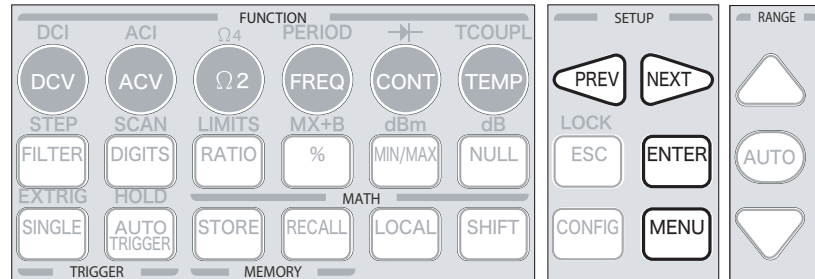 FUNCTION
DCI ACI Ω4 PERIOD TCOUPL
DCV ACV Ω2 FREQ CONT TEMP
STEP SCAN LIMITS MX+B dBm dB
FILTER DIGITS RATIO % MIN/MAX NULL
EXTRIG HOLD MATH
SINGLE AUTO TRIGGER STORE RECALL LOCAL SHIFT
TRIGGER MEMORY
SETUP
PREV NEXT
LOCK
ESC ENTER
CONFIG MENU
RANGE
AUTO